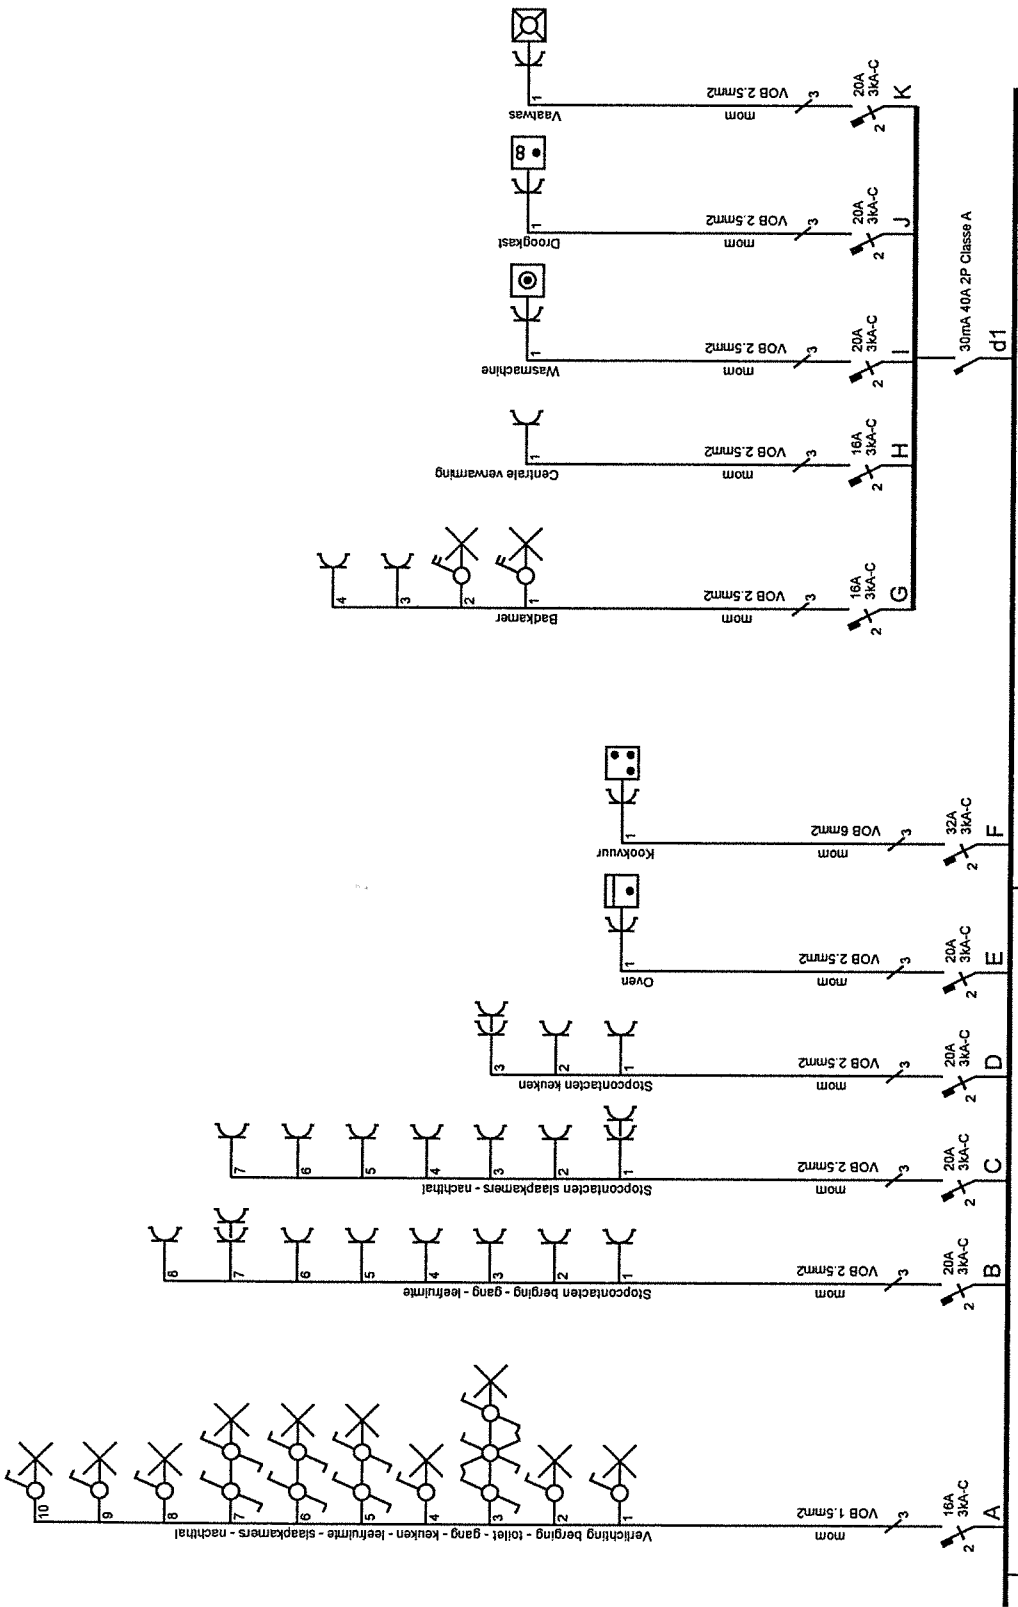 10
9
8
7
6
5
4
3
2
1
Verlichting berging - toilet - gang - keuken - leefruimte - slaapkamers - nachthal
mom
VOB 1.5mm2
3
2
16A
3kA-C
A
8
7
6
5
4
3
2
1
Stopcontacten berging - gang - leefruimte
mom
VOB 2.5mm2
3
2
20A
3kA-C
B
7
6
5
4
3
2
1
Stopcontacten slaapkamers - nachthal
mom
VOB 2.5mm2
3
2
20A
3kA-C
C
3
2
1
Stopcontacten keuken
mom
VOB 2.5mm2
3
2
20A
3kA-C
D
1
Oven
mom
VOB 2.5mm2
3
2
20A
3kA-C
E
1
Kookvuur
mom
VOB 6mm2
3
2
32A
3kA-C
F
4
3
2
1
Badkamer
mom
VOB 2.5mm2
3
2
16A
3kA-C
G
1
Centrale verwarming
mom
VOB 2.5mm2
3
2
16A
3kA-C
H
1
Wasmachine
mom
VOB 2.5mm2
3
2
20A
3kA-C
I
1
Droogkast
mom
VOB 2.5mm2
3
2
20A
3kA-C
J
1
Vaatwas
mom
VOB 2.5mm2
3
2
20A
3kA-C
K
30mA 40A 2P Classe A
d1